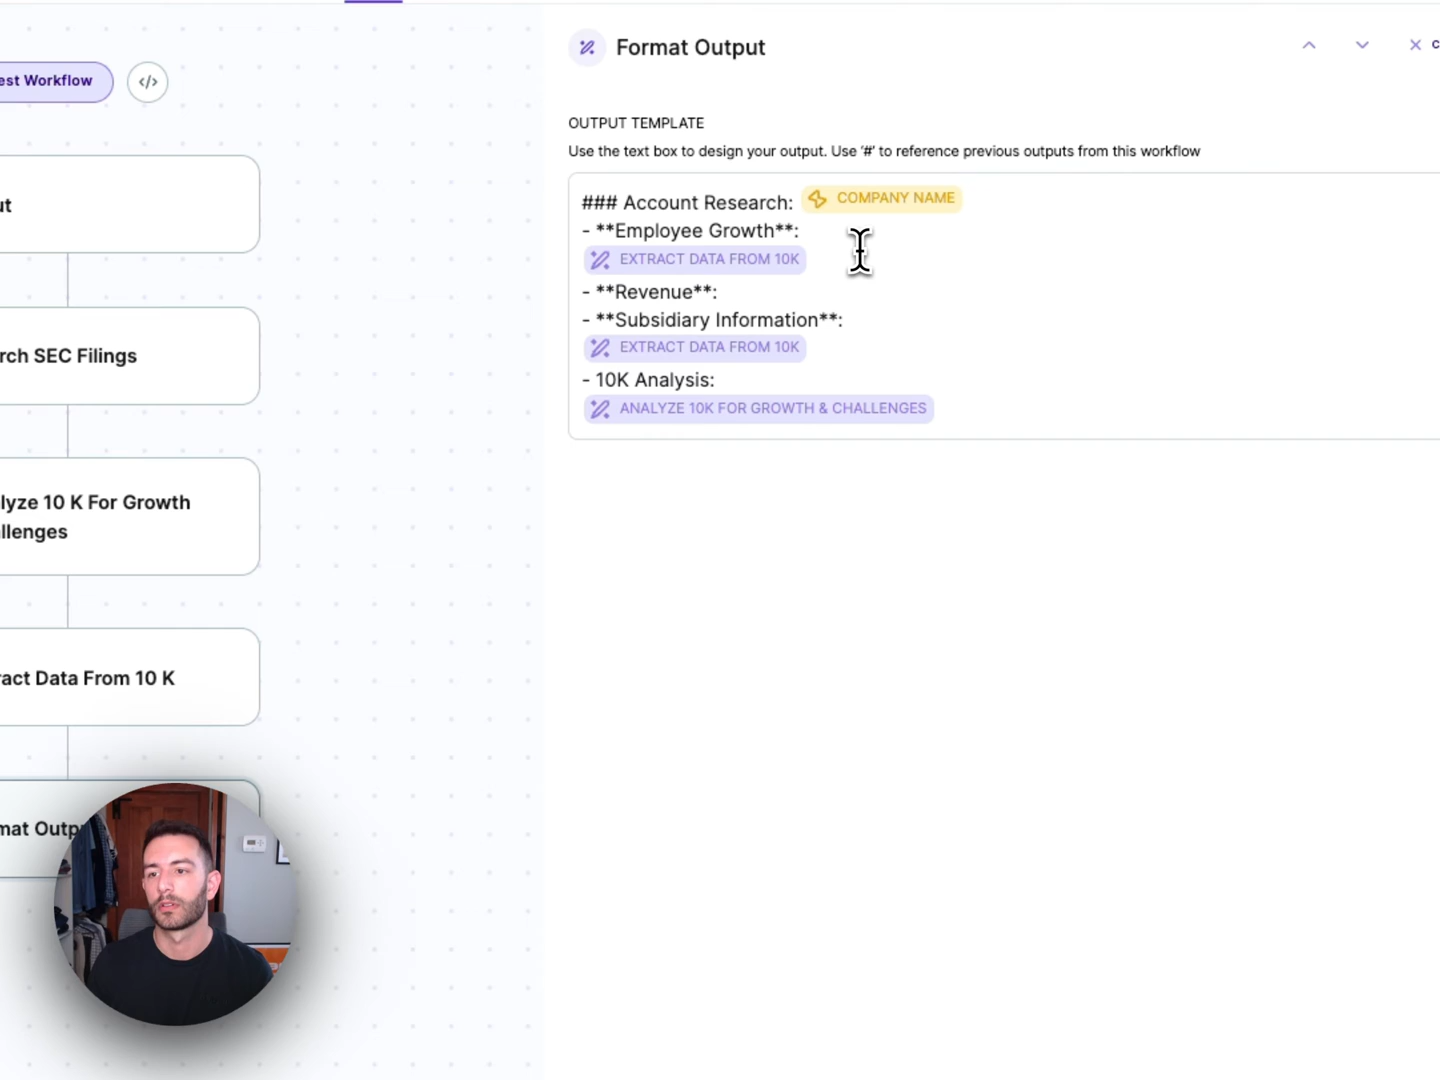 Format Output
est Workflow
</>
OUTPUT TEMPLATE
Use the text box to design your output. Use '#' to reference previous outputs from this workflow
### Account Research: COMPANY NAME
- **Employee Growth**:
EXTRACT DATA FROM 10K
- **Revenue**:
- **Subsidiary Information**:
EXTRACT DATA FROM 10K
- 10K Analysis:
ANALYZE 10K FOR GROWTH & CHALLENGES
ut
rch SEC Filings
lyze 10 K For Growth
llenges
ract Data From 10 K
mat Outp